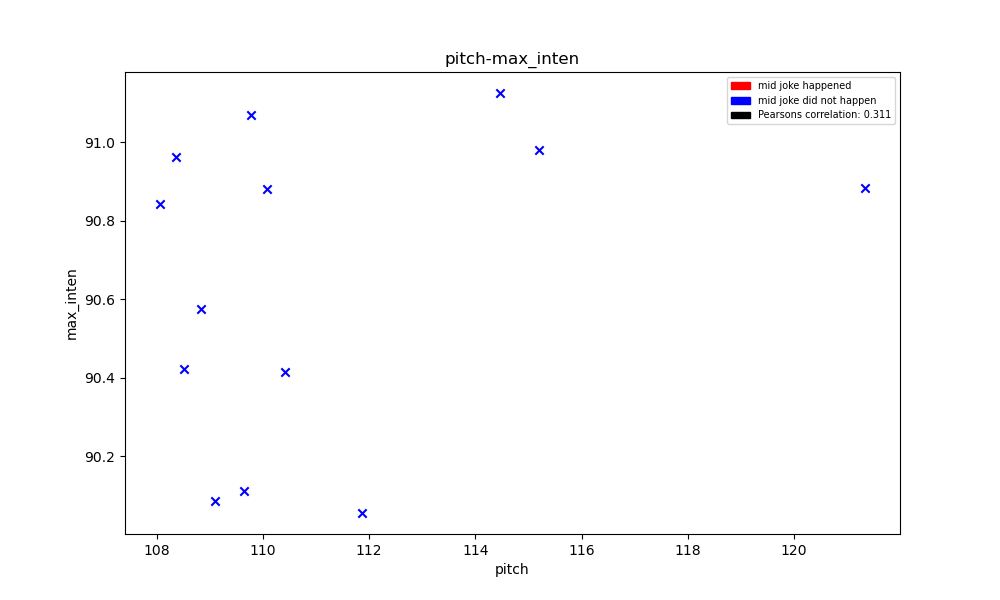 pitch-max_inten
mid joke happened
mid joke did not happen
Pearsons correlation: 0.311
max_inten
91.0
90.8
90.6
90.4
90.2
108 110 112 114 116 118 120
pitch